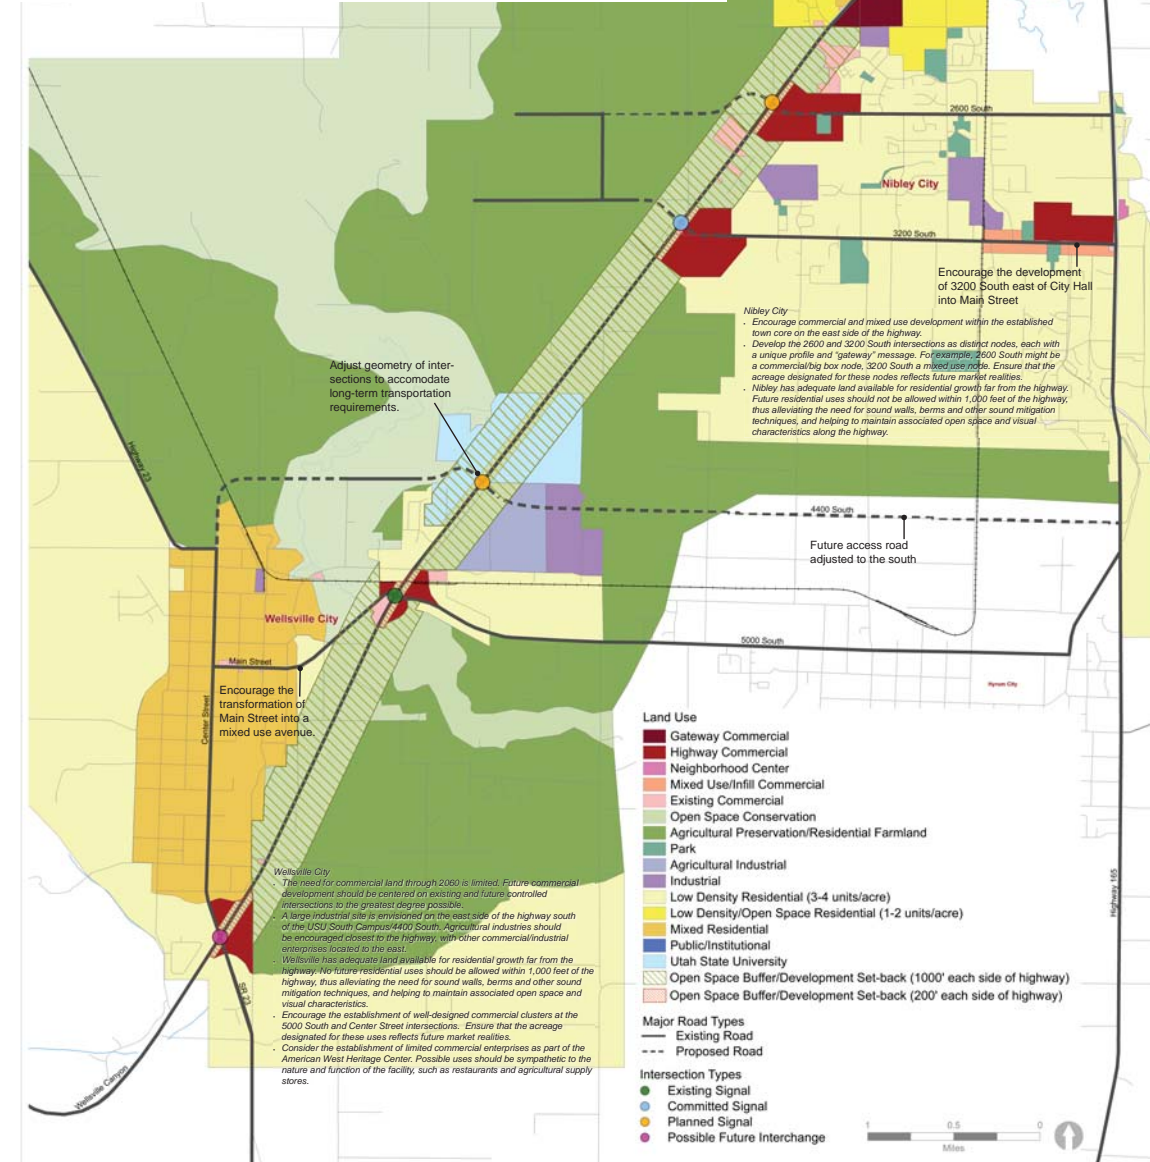 2600 South
Nibley City
3200 South
Encourage the development
of 3200 South east of City Hall
into Main Street
Nibley City
. Encourage commercial and mixed use development within the established
town core on the east side of the highway.
. Develop the 2600 and 3200 South intersections as distinct nodes, each with
a unique profile and “gateway” message. For example, 2600 South might be
a commercial/big box node, 3200 South a mixed use node. Ensure that the
acreage designated for these nodes reflects future market realities.
. Nibley has adequate land available for residential growth far from the highway.
Future residential uses should not be allowed within 1,000 feet of the highway,
thus alleviating the need for sound walls, berms and other sound mitigation
techniques, and helping to maintain associated open space and visual
characteristics along the highway.
Adjust geometry of inter-
sections to accomodate
long-term transportation
requirements.
Highway 23
4400 South
Future access road
adjusted to the south
Wellsville City
5000 South
Main Street
Hyrum City
Encourage the
transformation of
Main Street into a
mixed use avenue.
Center Street
Land Use
Gateway Commercial
Highway Commercial
Neighborhood Center
Mixed Use/Infill Commercial
Existing Commercial
Open Space Conservation
Agricultural Preservation/Residential Farmland
Park
Agricultural Industrial
Industrial
Low Density Residential (3-4 units/acre)
Low Density/Open Space Residential (1-2 units/acre)
Mixed Residential
Public/Institutional
Utah State University
Open Space Buffer/Development Set-back (1000' each side of highway)
Open Space Buffer/Development Set-back (200' each side of highway)
Major Road Types
Existing Road
Proposed Road
Intersection Types
Existing Signal
Committed Signal
Planned Signal
Possible Future Interchange
Highway 165
1 0.5 0
Miles
Wellsville City
. The need for commercial land through 2060 is limited. Future commercial
development should be centered on existing and future controlled
intersections to the greatest degree possible.
. A large industrial site is envisioned on the east side of the highway south
of the USU South Campus/4400 South. Agricultural industries should
be encouraged closest to the highway, with other commercial/industrial
enterprises located to the east.
. Wellsville has adequate land available for residential growth far from the
highway. No future residential uses should be allowed within 1,000 feet of the
highway, thus alleviating the need for sound walls, berms and other sound
mitigation techniques, and helping to maintain associated open space and
visual characteristics.
. Encourage the establishment of well-designed commercial clusters at the
5000 South and Center Street intersections. Ensure that the acreage
designated for these uses reflects future market realities.
. Consider the establishment of limited commercial enterprises as part of the
American West Heritage Center. Possible uses should be sympathetic to the
nature and function of the facility, such as restaurants and agricultural supply
stores.
SR 23
Wellsville Canyon